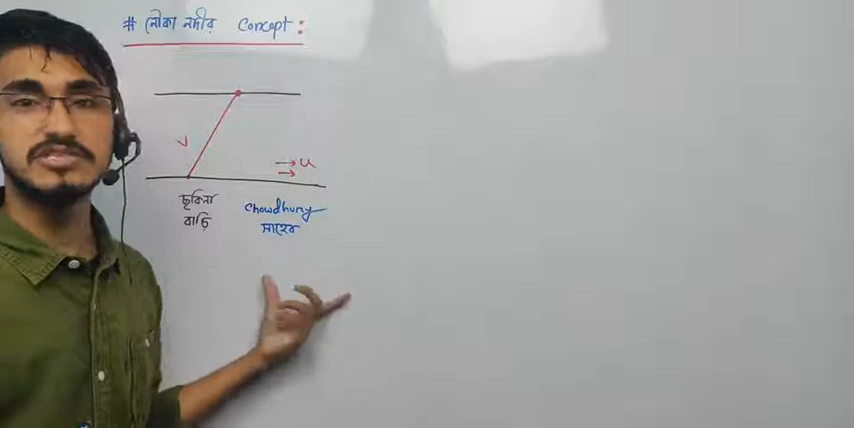 # নৌকা নদীর Concept :
v
→ u
→
ছকিনা
বাড়ি
Chowdhury
সাহেব